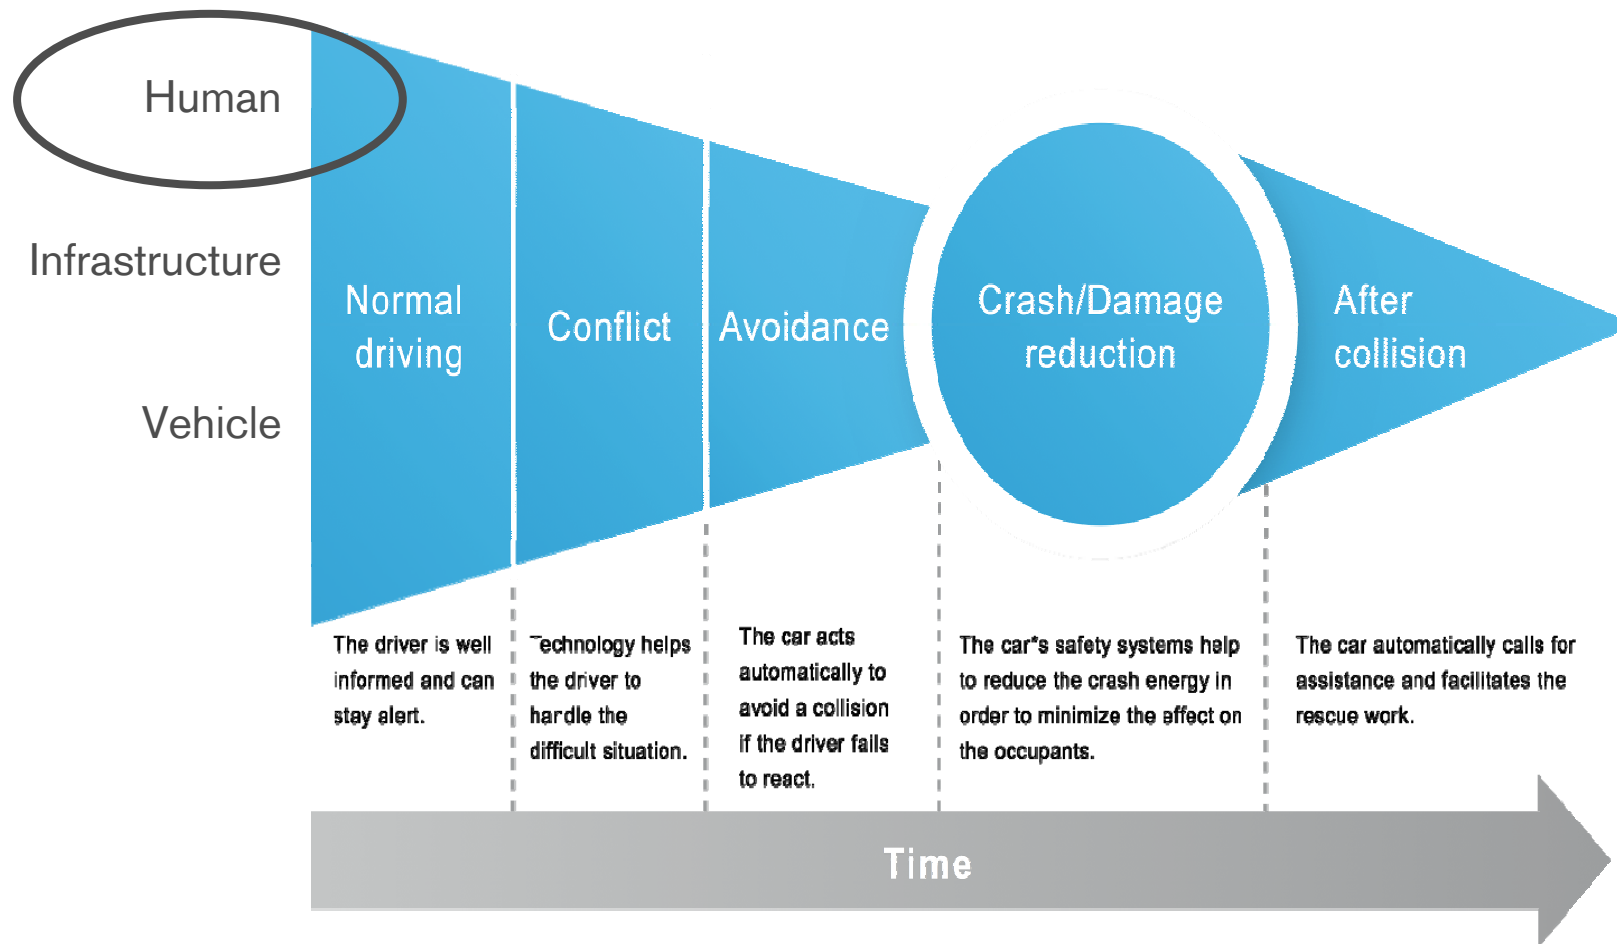 Human
Infrastructure
Vehicle
Normal
driving
Conflict
Avoidance
Crash/Damage
reduction
After
collision
The driver is well
informed and can
stay alert.
Technology helps
the driver to
handle the
difficult situation.
The car acts
automatically to
avoid a collision
if the driver fails
to react.
The car"s safety systems help
to reduce the crash energy in
order to minimize the effect on
the occupants.
The car automatically calls for
assistance and facilitates the
rescue work.
Time